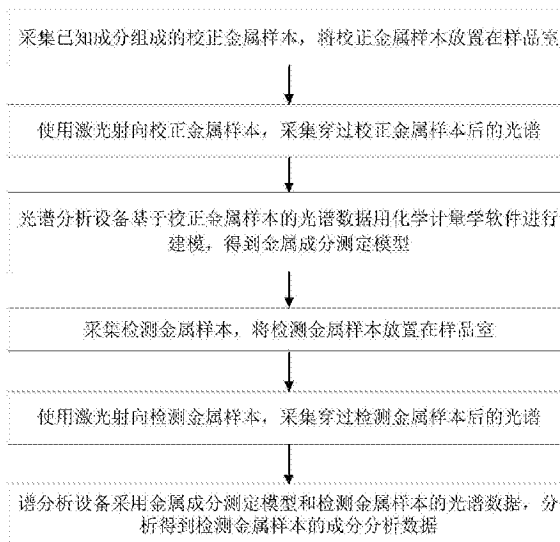 采集已知成分组成的校正金属样本，将校正金属样本放置在样品室
使用激光射向校正金属样本，采集穿过校正金属样本后的光谱
光谱分析设备基于校正金属样本的光谱数据用化学计量学软件进行
建模，得到金属成分测定模型
采集检测金属样本，将检测金属样本放置在样品室
使用激光射向检测金属样本，采集穿过检测金属样本后的光谱
谱分析设备采用金属成分测定模型和检测金属样本的光谱数据，分
析得到检测金属样本的成分分析数据